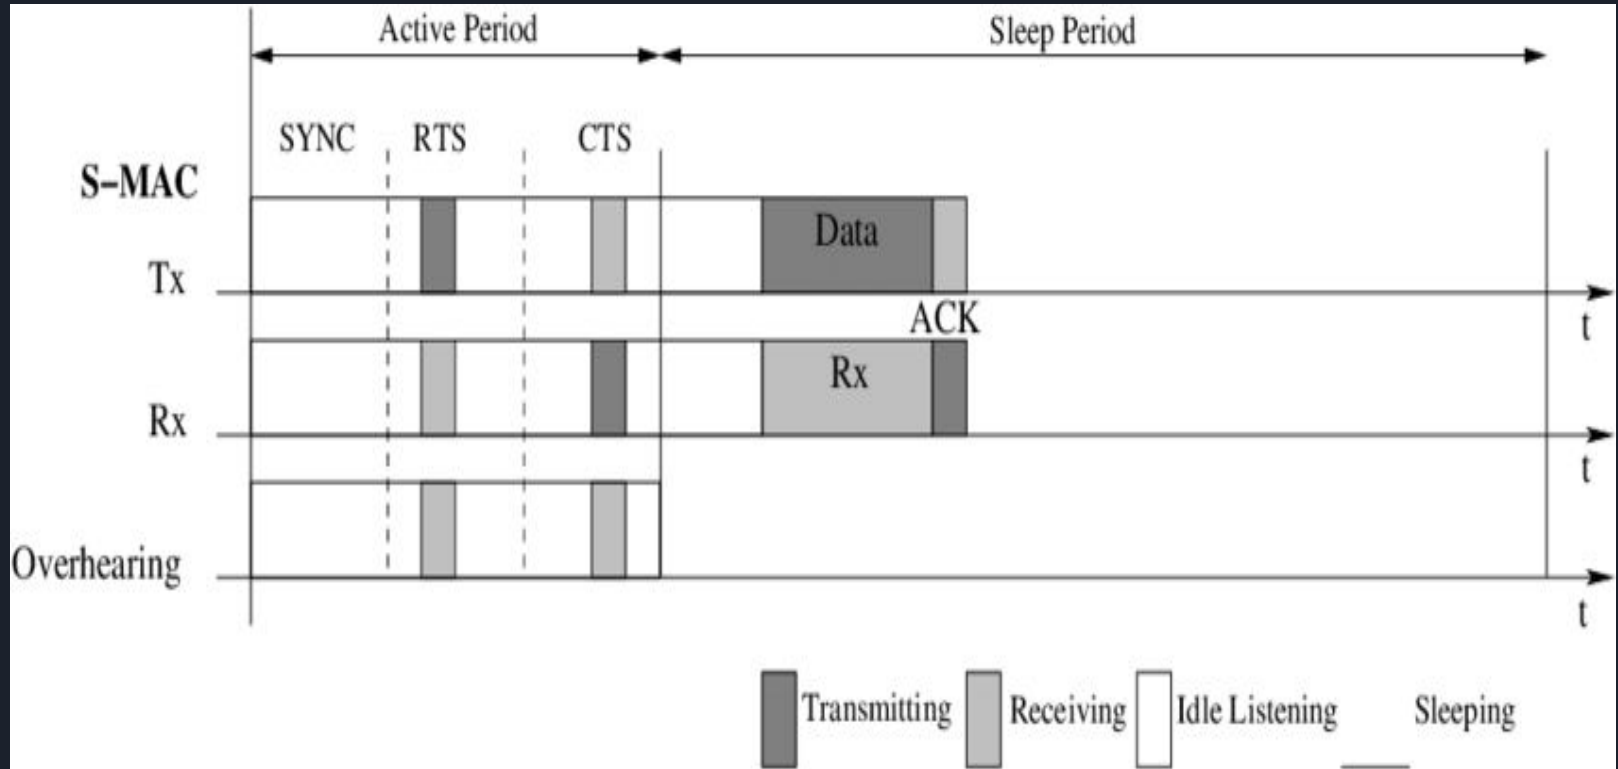 Active Period
Sleep Period
SYNC
RTS
CTS
S–MAC
Data
Tx
ACK
t
Rx
Rx
t
Overhearing
t
Transmitting
Receiving
Idle Listening
Sleeping